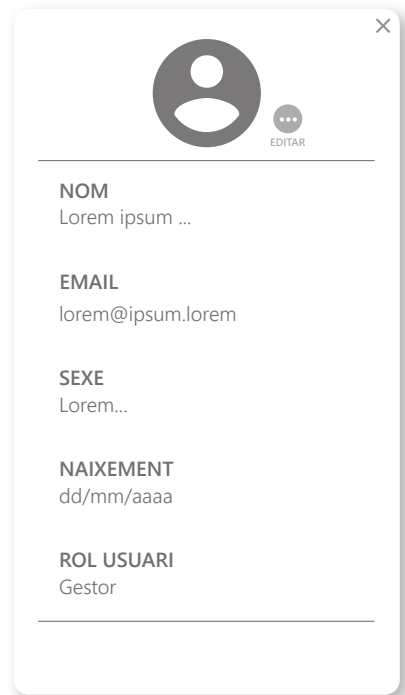 EDITAR
NOM
Lorem ipsum ...
EMAIL
lorem@ipsum.lorem
SEXE
Lorem...
NAIXEMENT
dd/mm/aaaa
ROL USUARI
Gestor